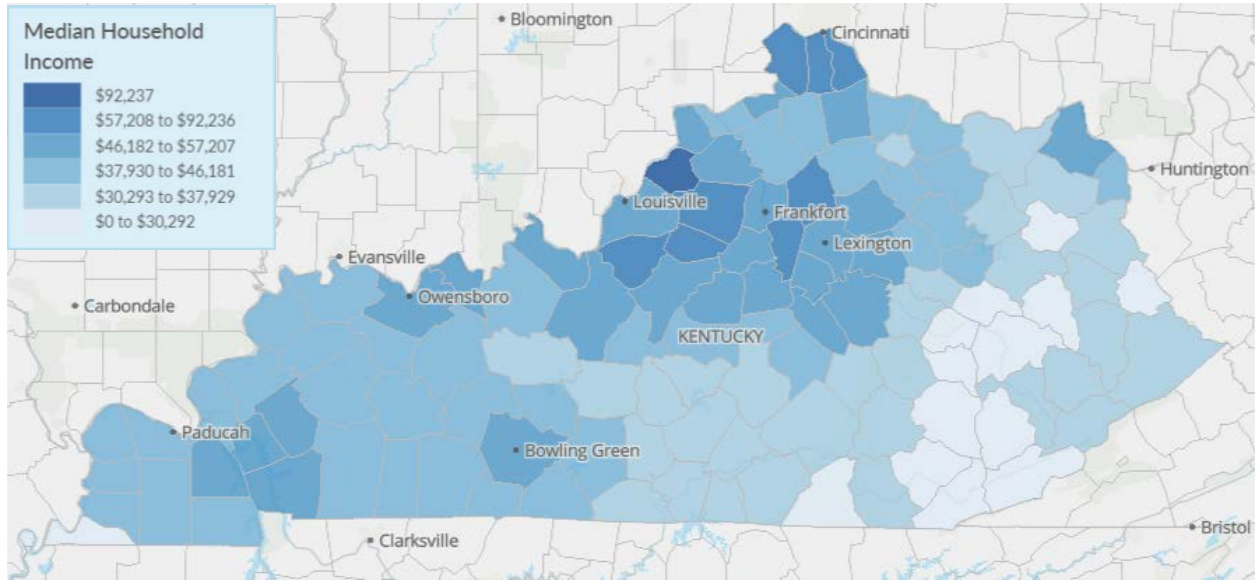 Median Household
Income
$92,237
$57,208 to $92,236
$46,182 to $57,207
$37,930 to $46,181
$30,293 to $37,929
$0 to $30,292
Bloomington
Cincinnati
Huntington
Louisville
Frankfort
Lexington
Evansville
Owensboro
Carbondale
KENTUCKY
Paducah
Bowling Green
Clarksville
Bristol